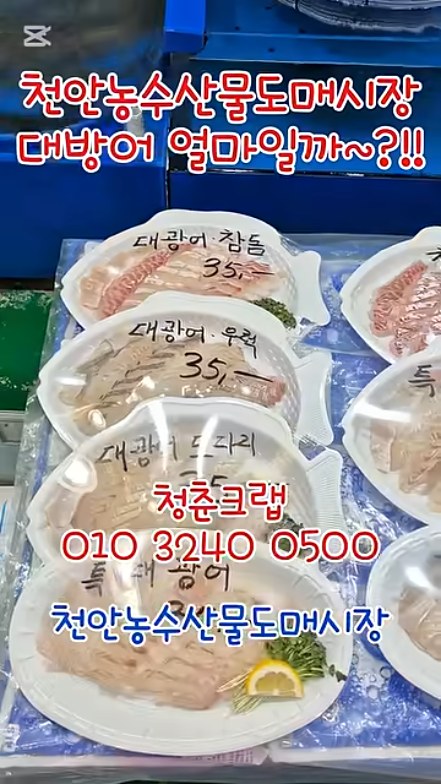 천안농수산물도매시장
대방어 얼마일까~?!!
대광어·참돔
35,—
대광어·우럭
35,—
대광어 도다리
35
특
청춘크랩
010 3240 0500
특 대 광어
천안농수산물도매시장